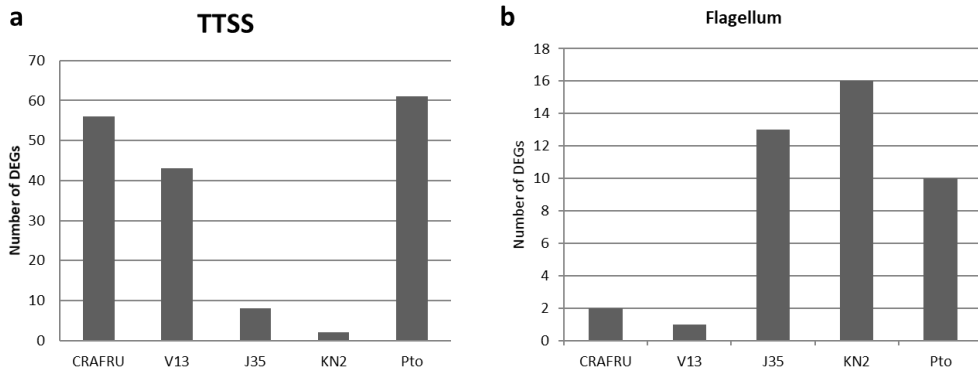 a
TTSS
Number of DEGs
70
60
50
40
30
20
10
0
CRAFRU V13 J35 KN2 Pto
b
Flagellum
Number of DEGs
18
16
14
12
10
8
6
4
2
0
CRAFRU V13 J35 KN2 Pto